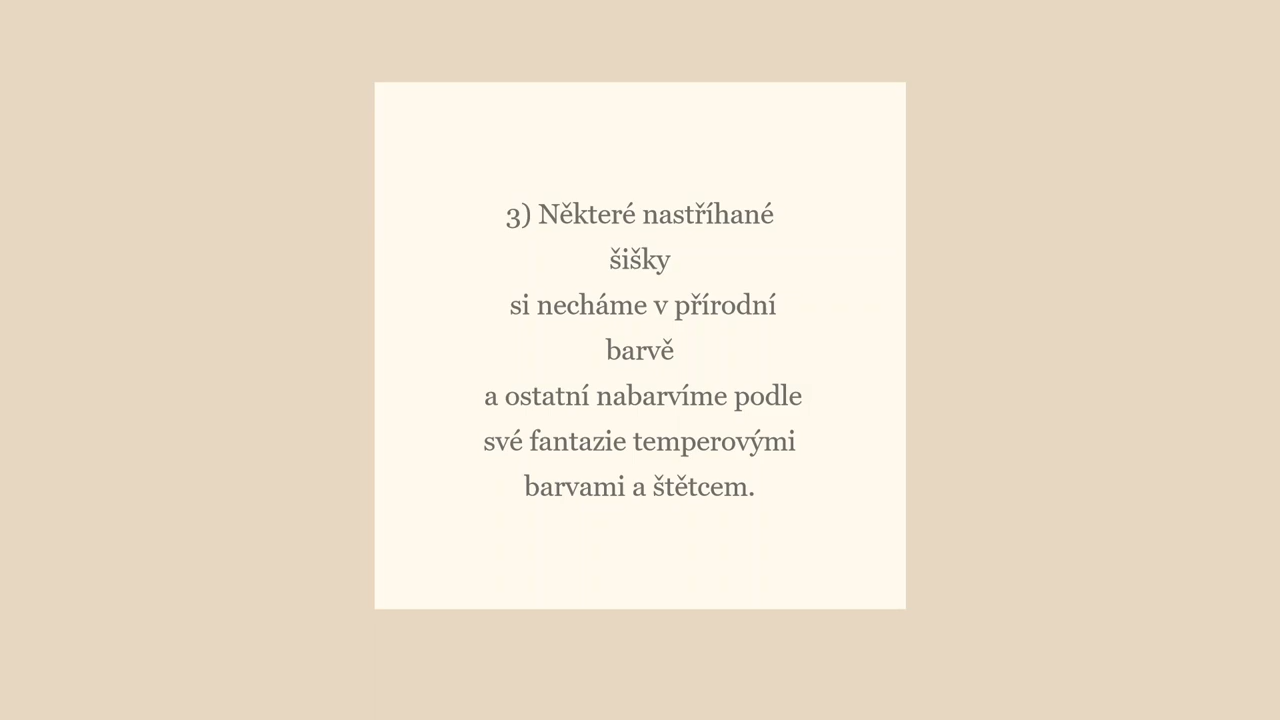 3) Některé nastříhané
šišky
si necháme v přírodní
barvě
a ostatní nabarvíme podle
své fantazie temperovými
barvami a štětcem.